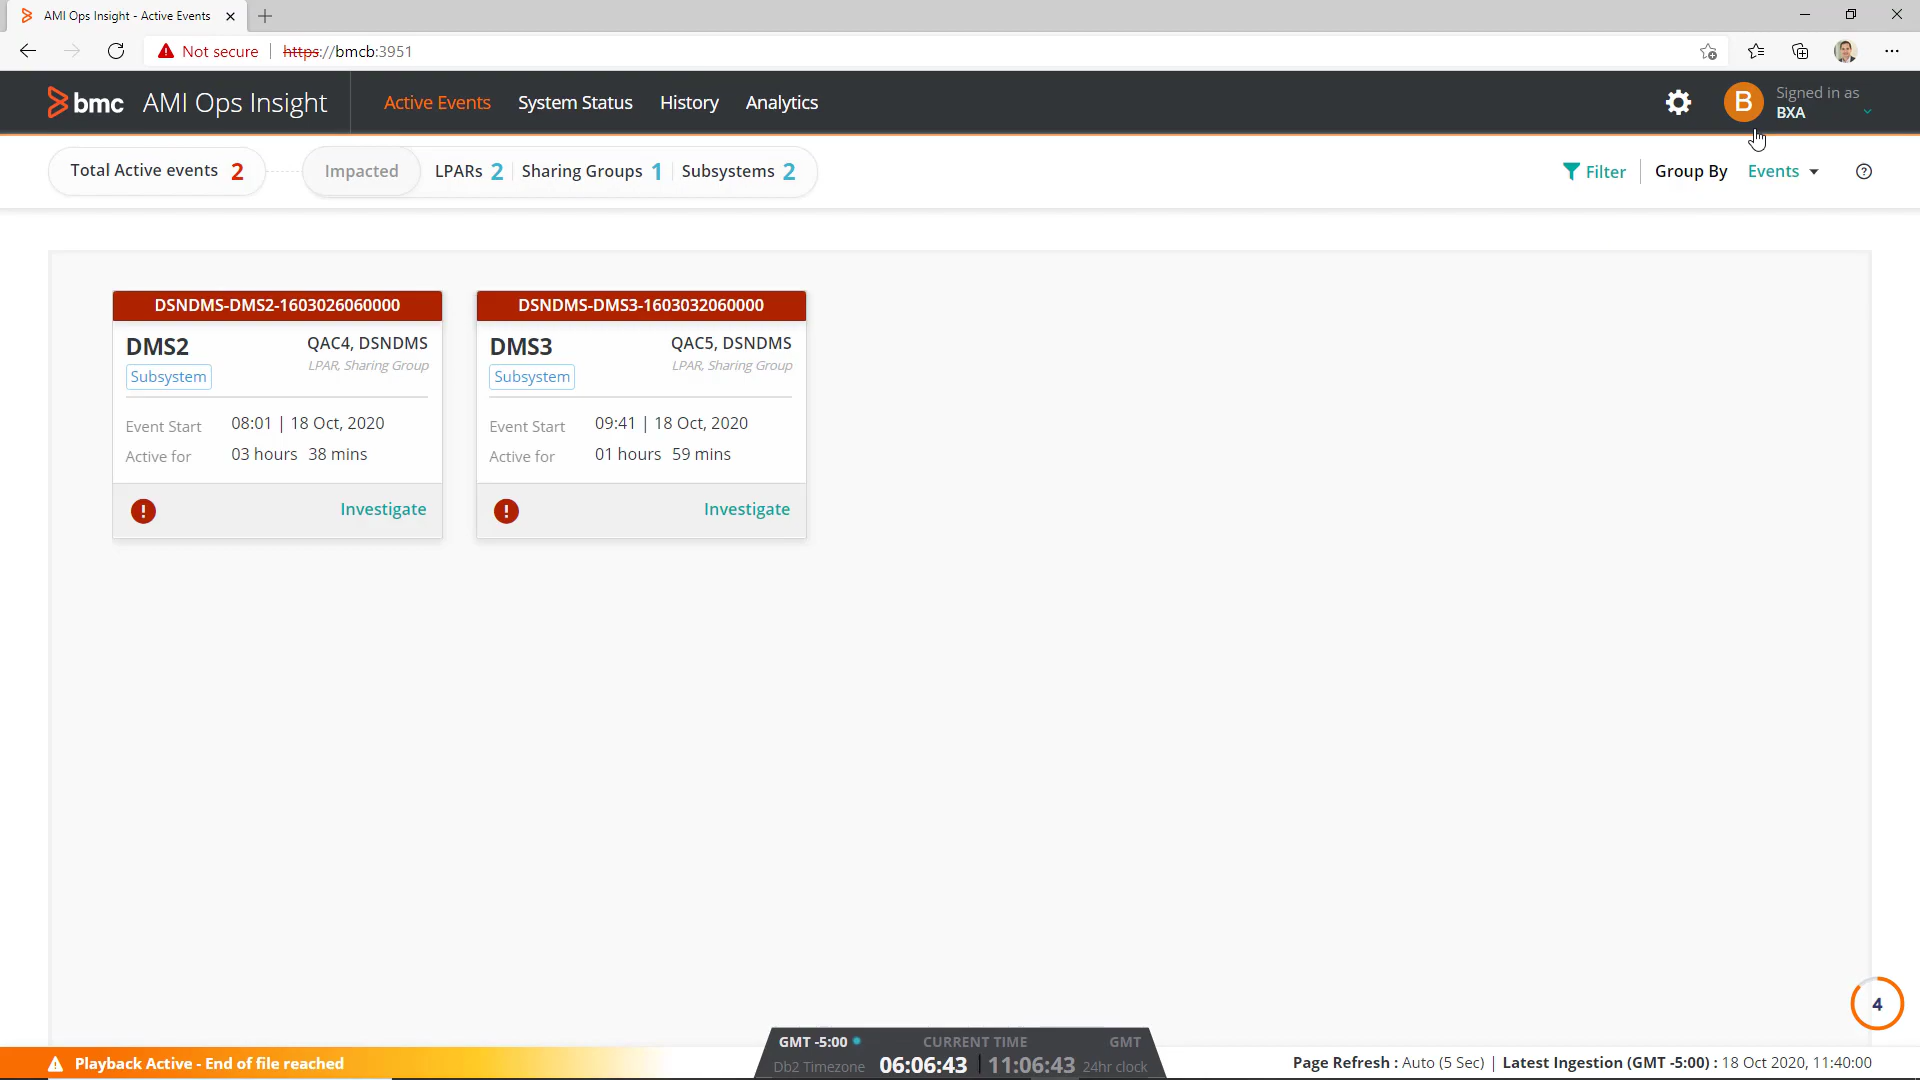 AMI Ops Insight - Active Events
Not secure https://bmcb:3951
bmc AMI Ops Insight Active Events System Status History Analytics B Signed in as
BXA
Total Active events 2 Impacted LPARs 2 Sharing Groups 1 Subsystems 2 Filter Group By Events ?
DSNDMS-DMS2-1603026060000
DMS2 QAC4, DSNDMS
Subsystem LPAR, Sharing Group
Event Start 08:01 | 18 Oct, 2020
Active for 03 hours 38 mins
! Investigate
DSNDMS-DMS3-1603032060000
DMS3 QAC5, DSNDMS
Subsystem LPAR, Sharing Group
Event Start 09:41 | 18 Oct, 2020
Active for 01 hours 59 mins
! Investigate
4
Playback Active - End of file reached
GMT -5:00 CURRENT TIME GMT
Db2 Timezone 06:06:43 11:06:43 24hr clock
Page Refresh : Auto (5 Sec) | Latest Ingestion (GMT -5:00) : 18 Oct 2020, 11:40:00